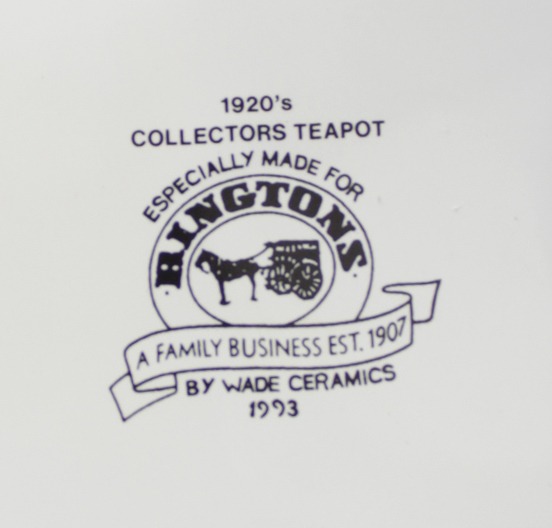 1920's
COLLECTORS TEAPOT
ESPECIALLY MADE FOR
RINGTONS
A FAMILY BUSINESS EST. 1907
BY WADE CERAMICS
1993